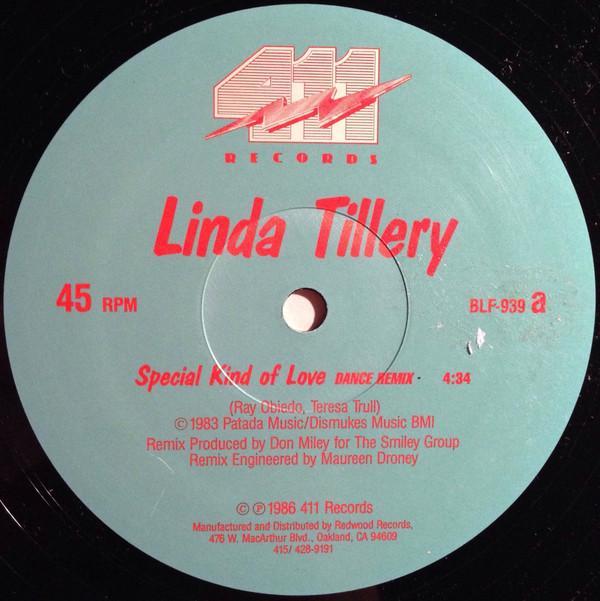 411
RECORDS
Linda Tillery
45 RPM
BLF-939 a
Special Kind of Love DANCE REMIX - 4:34
(Ray Obiedo, Teresa Trull)
© 1983 Patada Music/Dismukes Music BMI
Remix Produced by Don Miley for The Smiley Group
Remix Engineered by Maureen Droney
© ℗ 1986 411 Records
Manufactured and Distributed by Redwood Records,
476 W. MacArthur Blvd., Oakland, CA 94609
415/ 428-9191